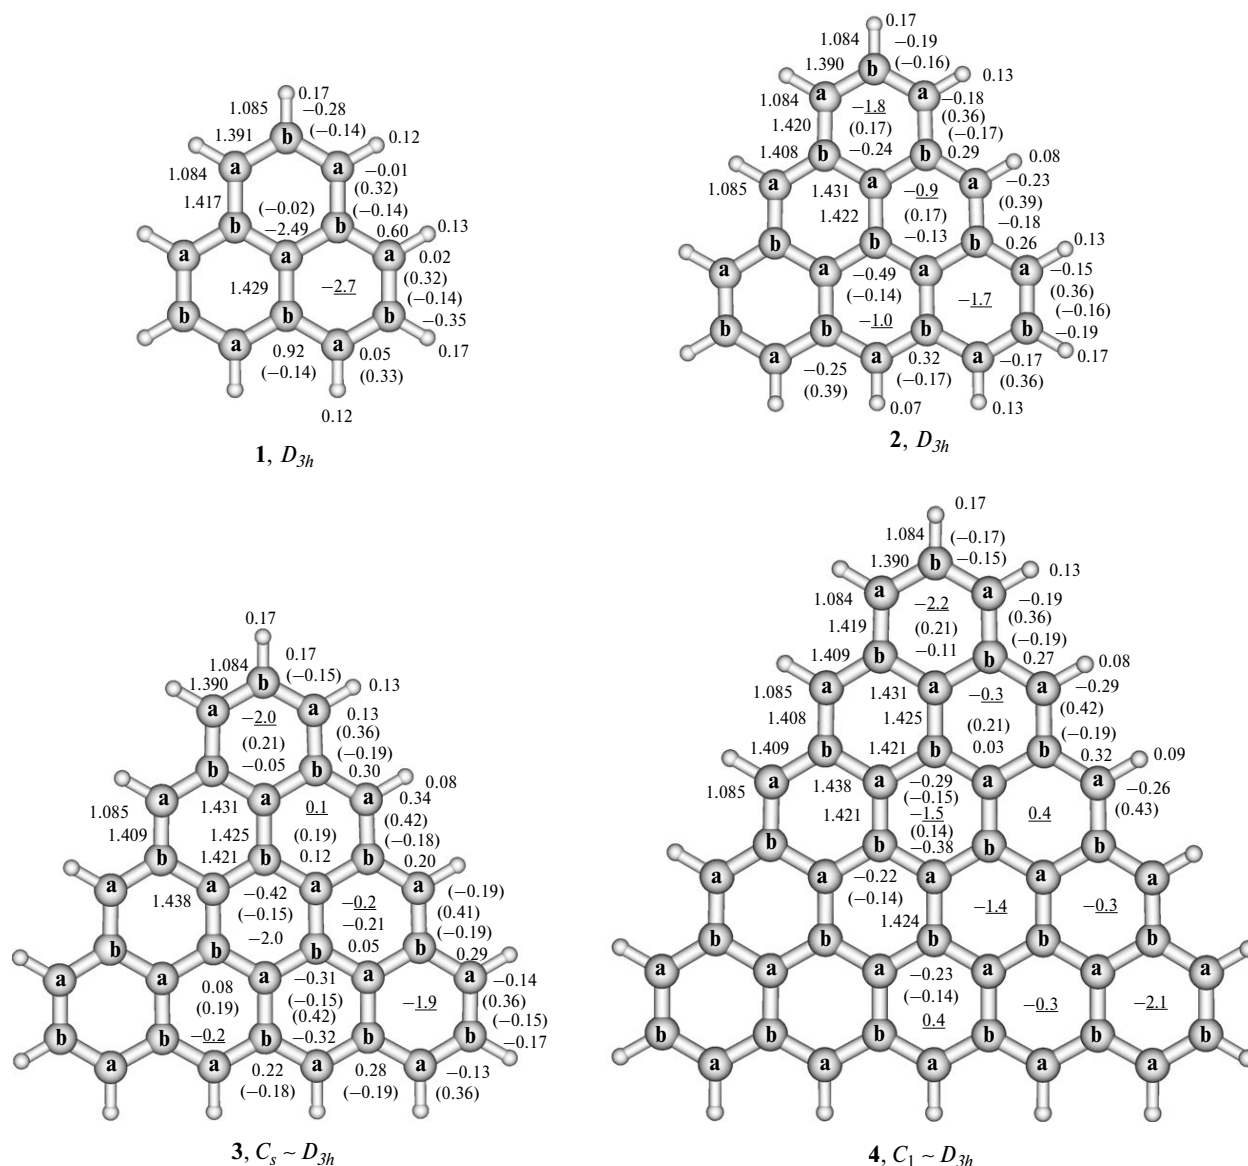 0.17
1.085
−0.28
(−0.14)
b
0.12
1.391
a
a
1.084
−0.01
(0.32)
(−0.14)
1.417
(−0.02)
b
−2.49
b
0.60
0.13
a
a
a
0.02
(0.32)
1.429
−2.7
(−0.14)
b
b
b
−0.35
0.17
a
0.92
a
0.05
(−0.14)
(0.33)
0.12
1, D3h
0.17
1.084
−0.19
(−0.16)
1.390
b
0.13
a
a
1.084
−1.8
−0.18
(0.36)
1.420
(0.17)
(−0.17)
1.408
b
−0.24
b
0.29
0.08
a
1.431
a
−0.9
a
−0.23
1.085
(0.17)
(0.39)
1.422
−0.13
−0.18
b
b
b
0.26
0.13
a
a
−0.49
a
a
−0.15
(−0.14)
−1.7
(0.36)
−1.0
(−0.16)
b
b
b
b
−0.19
0.17
a
−0.25
a
0.32
a
−0.17
(0.39)
(−0.17)
(0.36)
0.07
0.13
2, D3h
0.17
1.084
0.17
(−0.15)
1.390
b
0.13
a
a
−2.0
0.13
(0.36)
(0.21)
(−0.19)
b
−0.05
b
0.30
0.08
a
1.431
a
0.1
a
0.34
1.085
(0.19)
(0.42)
1.409
1.425
(−0.18)
b
1.421
b
0.12
b
0.20
a
1.438
a
−0.42
a
−0.2
a
(−0.19)
(−0.15)
−0.21
(0.41)
−2.0
0.05
(−0.19)
b
b
b
b
0.29
a
a
0.08
a
−0.31
a
a
−0.14
(0.19)
(−0.15)
−1.9
(0.36)
(0.42)
(−0.15)
b
b
−0.2
b
−0.32
b
b
−0.17
a
a
0.22
a
0.28
a
−0.13
(−0.18)
(−0.19)
(0.36)
3, Cs ~ D3h
0.17
1.084
(−0.17)
1.390
b
−0.15)
0.13
a
a
1.084
−2.2
−0.19
(0.36)
1.419
(0.21)
(−0.19)
1.409
b
−0.11
b
0.27
0.08
a
1.431
a
−0.3
a
−0.29
1.085
(0.42)
1.408
1.425
(0.21)
(−0.19)
1.409
b
1.421
b
0.03
b
0.32
0.09
a
1.438
a
−0.29
a
a
−0.26
1.085
(−0.15)
(0.43)
1.421
−1.5
0.4
(0.14)
b
b
−0.38
b
b
a
a
−0.22
a
a
a
(−0.14)
−1.4
−0.3
1.424
b
b
b
b
b
a
a
a
−0.23
a
a
a
(−0.14)
0.4
−0.3
−2.1
b
b
b
b
b
b
a
a
a
a
a
4, C1 ~ D3h